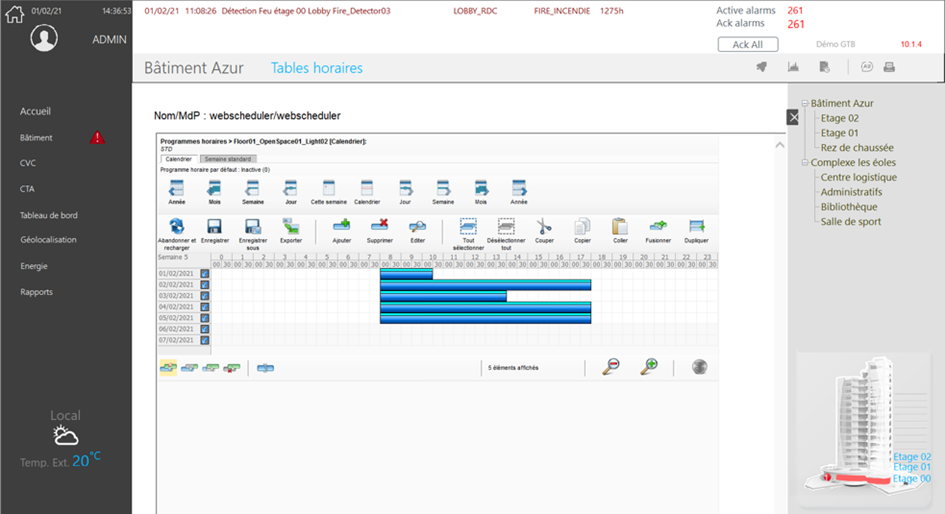 01/02/21 14:36:53
ADMIN
Accueil
Bâtiment
CVC
CTA
Tableau de bord
Géolocalisation
Energie
Rapports
Local
Temp. Ext. 20°C
01/02/21 11:08:26 Détection Feu étage 00 Lobby Fire_Detector03 LOBBY_RDC FIRE_INCENDIE 1275h
Active alarms 261
Ack alarms 261
Ack All
Démo GTB 10.1.4
Bâtiment Azur Tables horaires
Nom/MdP : webscheduler/webscheduler
Programmes horaires > Floor01_OpenSpace01_Light02 [Calendrier]:
STD
Calendrier Semaine standard
Programme horaire par défaut : Inactive (0)
Année Mois Semaine Jour Cette semaine Calendrier Jour Semaine Mois Année
Abandonner et recharger Enregistrer Enregistrer sous Exporter Ajouter Supprimer Editer Tout sélectionner Désélectionner tout Couper Copier Coller Fusionner Dupliquer
Semaine 5 0 1 2 3 4 5 6 7 8 9 10 11 12 13 14 15 16 17 18 19 20 21 22 23
00 30 00 30 00 30 00 30 00 30 00 30 00 30 00 30 00 30 00 30 00 30 00 30 00 30 00 30 00 30 00 30 00 30 00 30 00 30 00 30 00 30 00 30 00 30 00 30
01/02/2021
02/02/2021
03/02/2021
04/02/2021
05/02/2021
06/02/2021
07/02/2021
5 éléments affichés
Bâtiment Azur
Etage 02
Etage 01
Rez de chaussée
Complexe les éoles
Centre logistique
Administratifs
Bibliothèque
Salle de sport
Etage 02
Etage 01
Etage 00